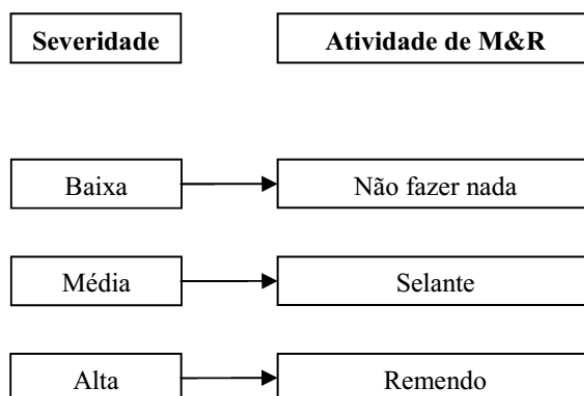 Severidade Atividade de M&R
Baixa Não fazer nada
Média Selante
Alta Remendo